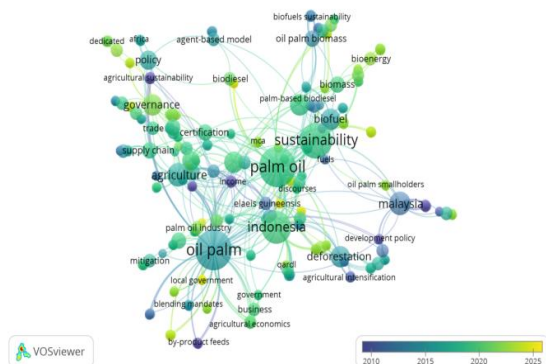 biofuels sustainability
dedicated
africa
agent-based model
oil palm biomass
policy
bioenergy
agricultural sustainability
biodiesel
biomass
governance
palm-based biodiesel
biofuel
trade
certification
mca
sustainability
supply chain
fuels
palm oil
agriculture
income
discourses
oil palm smallholders
elaeis guineensis
malaysia
palm oil industry
indonesia
development policy
oil palm
deforestation
mitigation
qardl
agricultural intensification
local government
government
blending mandates
business
agricultural economics
by-product feeds
VOSviewer
2010 2015 2020 2025